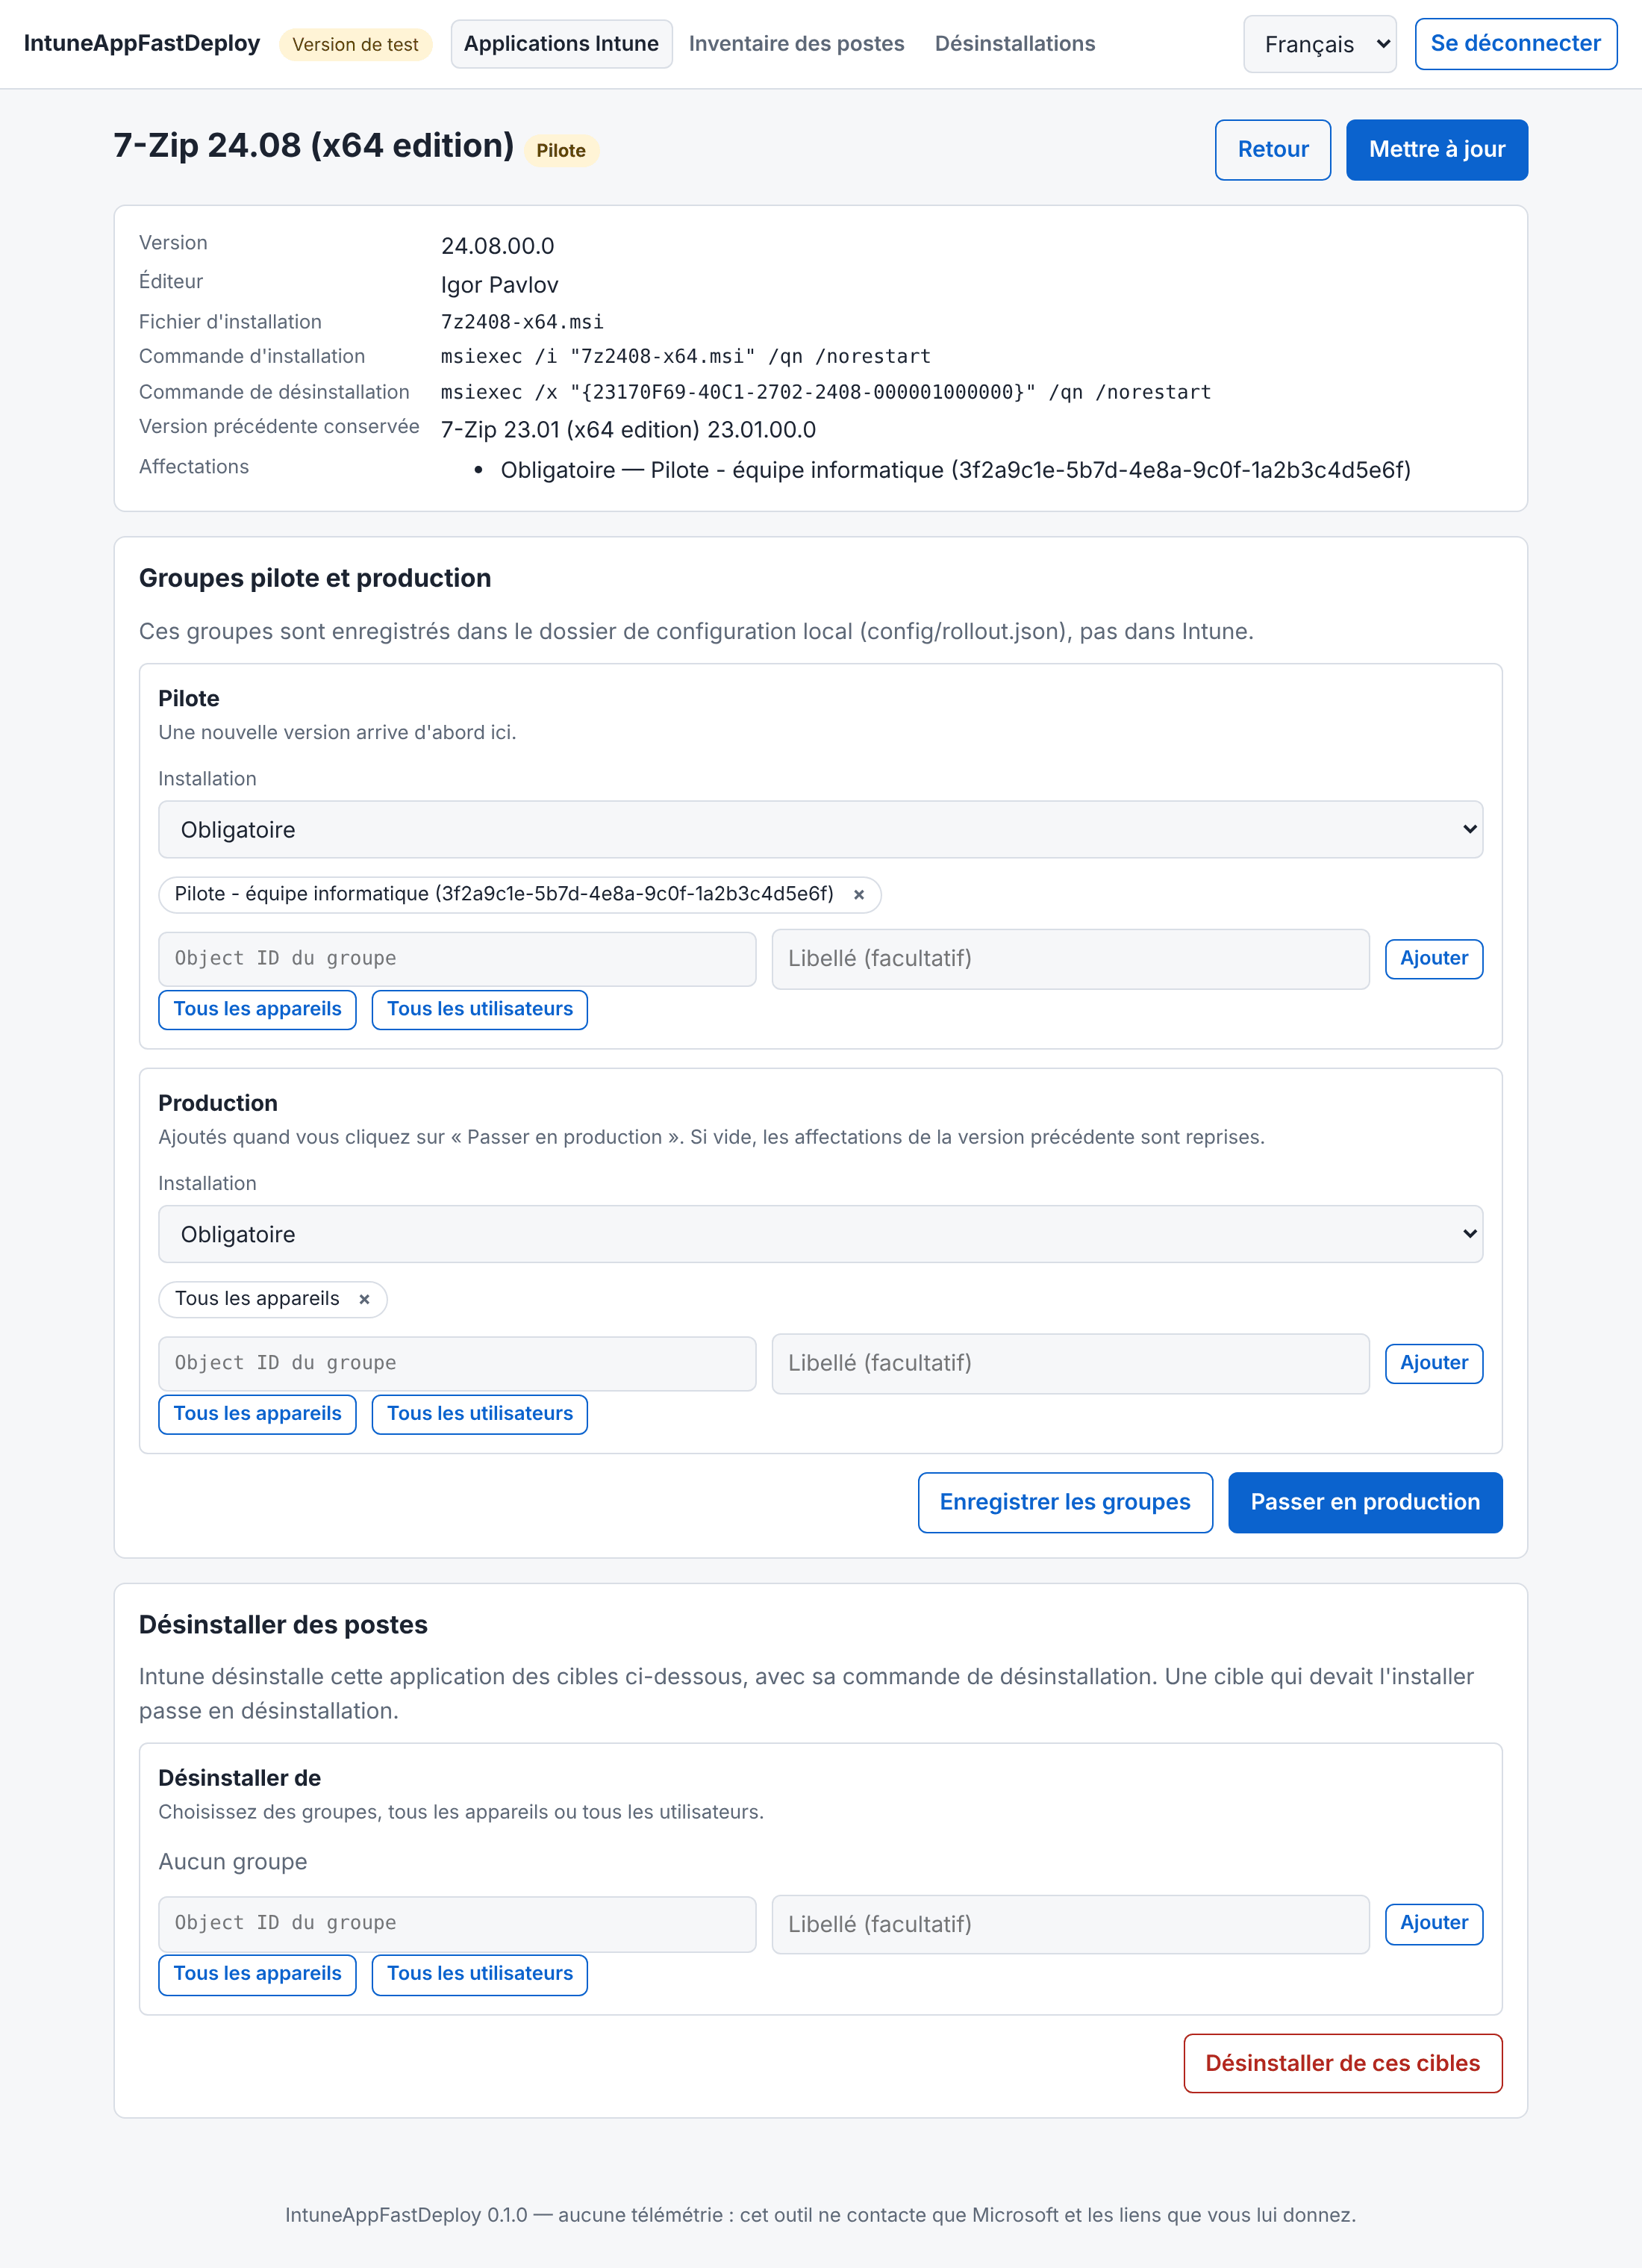 IntuneAppFastDeploy
Version de test
Applications Intune
Inventaire des postes
Désinstallations
Français
Se déconnecter
7-Zip 24.08 (x64 edition)
Pilote
Retour
Mettre à jour
Version
24.08.00.0
Éditeur
Igor Pavlov
Fichier d'installation
7z2408-x64.msi
Commande d'installation
msiexec /i "7z2408-x64.msi" /qn /norestart
Commande de désinstallation
msiexec /x "{23170F69-40C1-2702-2408-000001000000}" /qn /norestart
Version précédente conservée
7-Zip 23.01 (x64 edition) 23.01.00.0
Affectations
• Obligatoire — Pilote - équipe informatique (3f2a9c1e-5b7d-4e8a-9c0f-1a2b3c4d5e6f)
Groupes pilote et production
Ces groupes sont enregistrés dans le dossier de configuration local (config/rollout.json), pas dans Intune.
Pilote
Une nouvelle version arrive d'abord ici.
Installation
Obligatoire
Pilote - équipe informatique (3f2a9c1e-5b7d-4e8a-9c0f-1a2b3c4d5e6f) ×
Object ID du groupe
Libellé (facultatif)
Ajouter
Tous les appareils
Tous les utilisateurs
Production
Ajoutés quand vous cliquez sur « Passer en production ». Si vide, les affectations de la version précédente sont reprises.
Installation
Obligatoire
Tous les appareils ×
Object ID du groupe
Libellé (facultatif)
Ajouter
Tous les appareils
Tous les utilisateurs
Enregistrer les groupes
Passer en production
Désinstaller des postes
Intune désinstalle cette application des cibles ci-dessous, avec sa commande de désinstallation. Une cible qui devait l'installer
passe en désinstallation.
Désinstaller de
Choisissez des groupes, tous les appareils ou tous les utilisateurs.
Aucun groupe
Object ID du groupe
Libellé (facultatif)
Ajouter
Tous les appareils
Tous les utilisateurs
Désinstaller de ces cibles
IntuneAppFastDeploy 0.1.0 — aucune télémétrie : cet outil ne contacte que Microsoft et les liens que vous lui donnez.